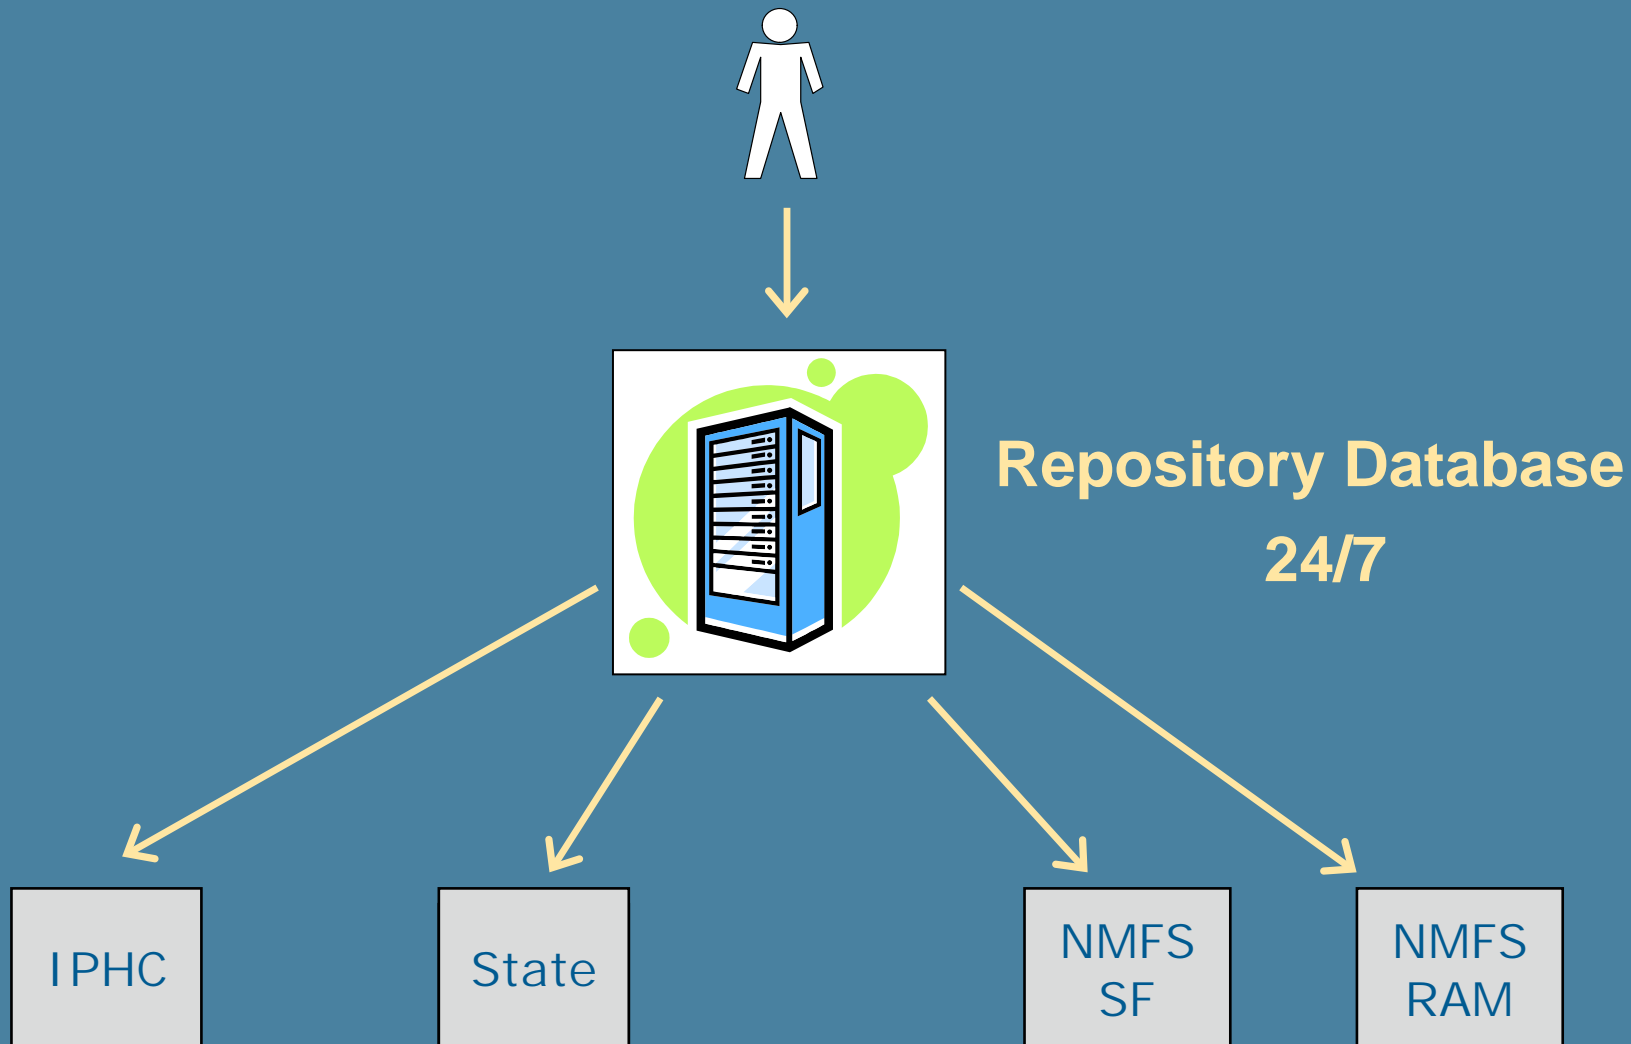 Repository Database
24/7
IPHC
State
NMFS
SF
NMFS
RAM